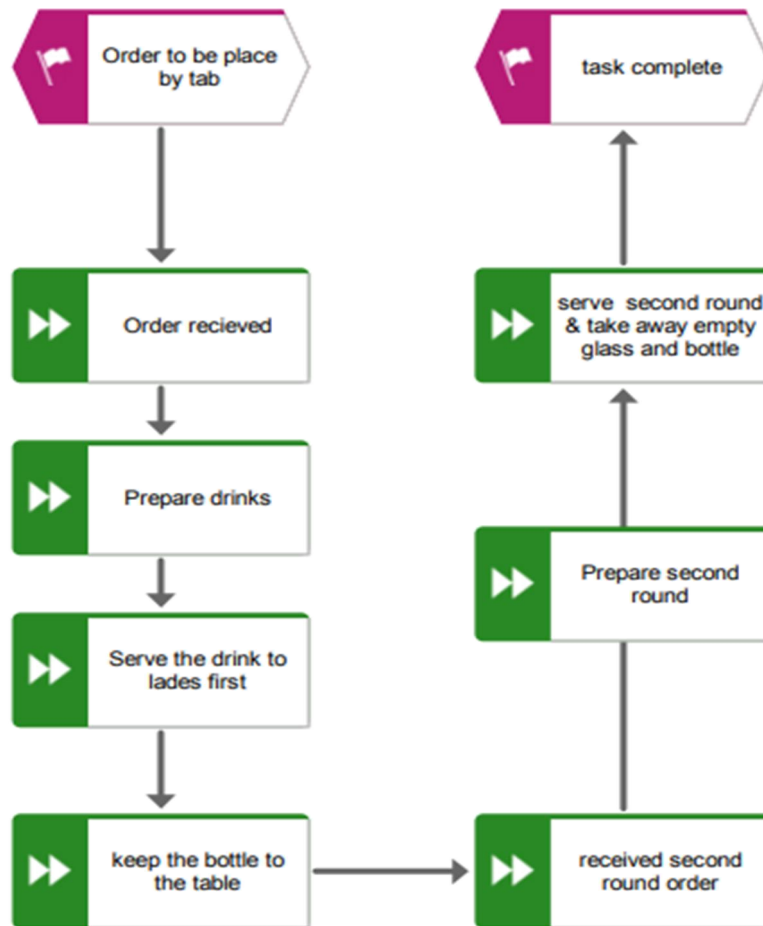 Order to be place
by tab
Order recieved
Prepare drinks
Serve the drink to
lades first
keep the bottle to
the table
received second
round order
Prepare second
round
serve second round
& take away empty
glass and bottle
task complete